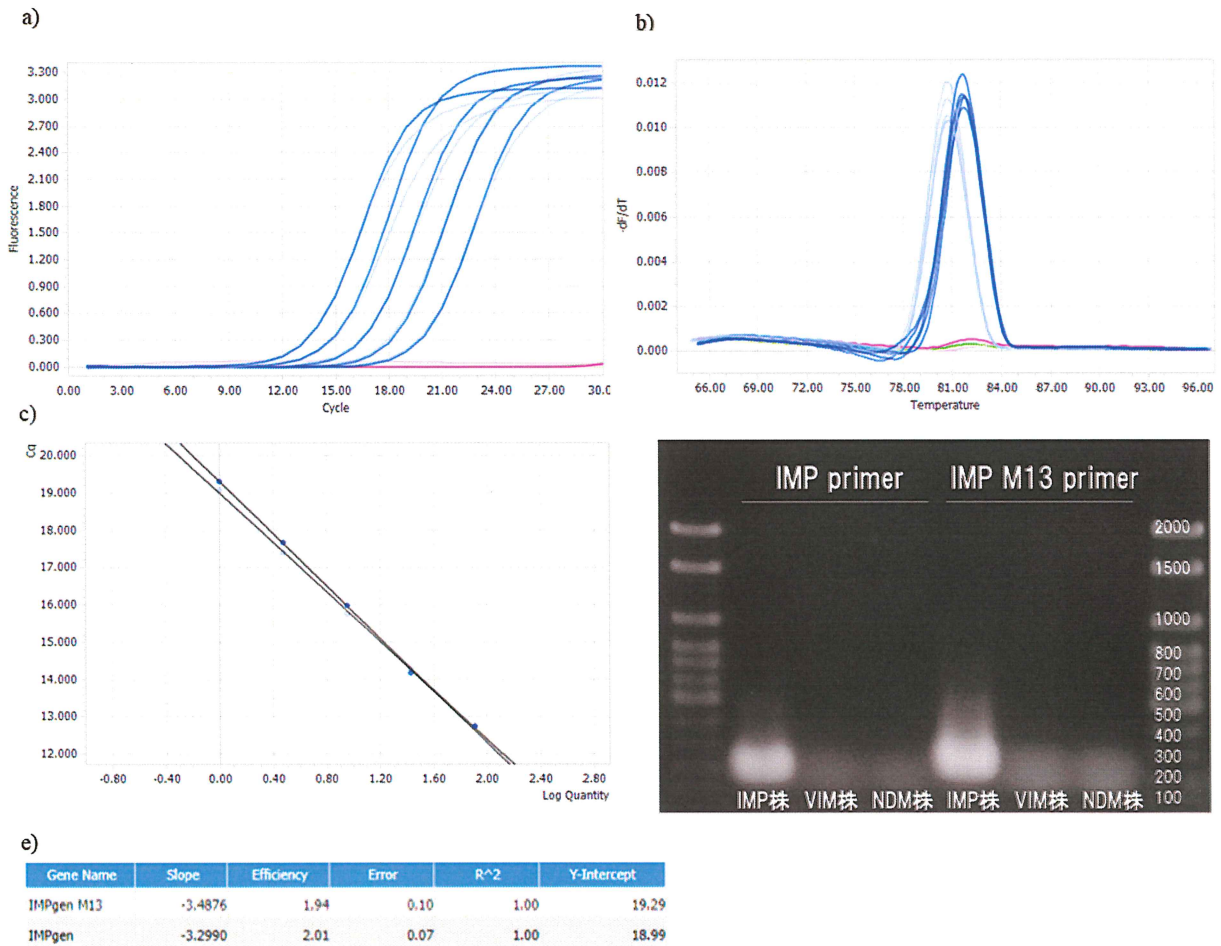 a)
b)
3.300
3.000
2.700
2.400
2.100
1.800
1.500
1.200
0.900
0.600
0.300
0.000
Fluorescence
0.00 3.00 6.00 9.00 12.00 15.00 18.00 21.00 24.00 27.00 30.0
Cycle
0.012
0.010
0.008
0.006
0.004
0.002
0.000
-dF/dT
66.00 69.00 72.00 75.00 78.00 81.00 84.00 87.00 90.00 93.00 96.00
Temperature
c)
Cq
20.000
19.000
18.000
17.000
16.000
15.000
14.000
13.000
12.000
-0.80 -0.40 0.00 0.40 0.80 1.20 1.60 2.00 2.40 2.80
Log Quantity
IMP primer IMP M13 primer
2000
1500
1000
800
700
600
500
400
300
200
100
IMP株 VIM株 NDM株 IMP株 VIM株 NDM株
e)
Gene Name Slope Efficiency Error R^2 Y-Intercept
IMPgen M13 -3.4876 1.94 0.10 1.00 19.29
IMPgen -3.2990 2.01 0.07 1.00 18.99